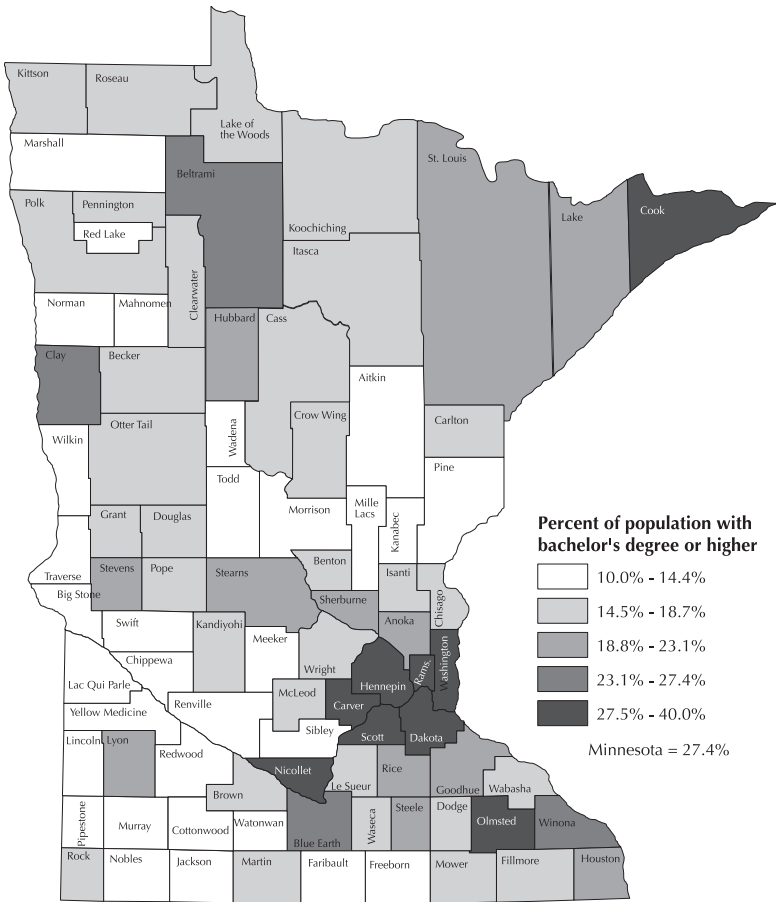 Kittson
Roseau
Lake of
the Woods
Marshall
St. Louis
Beltrami
Polk
Pennington
Lake
Cook
Red Lake
Koochiching
Itasca
Clearwater
Norman
Mahnomen
Hubbard
Cass
Clay
Becker
Aitkin
Crow Wing
Otter Tail
Carlton
Wadena
Wilkin
Pine
Todd
Mille
Lacs
Morrison
Kanabec
Grant
Douglas
Percent of population with
bachelor's degree or higher
Benton
Stevens
Pope
Stearns
Isanti
Traverse
10.0% - 14.4%
Big Stone
Sherburne
Chisago
14.5% - 18.7%
Swift
Kandiyohi
Anoka
Meeker
18.8% - 23.1%
Chippewa
Wright
Washington
Rams.
23.1% - 27.4%
Lac Qui Parle
Hennepin
McLeod
Renville
Carver
27.5% - 40.0%
Yellow Medicine
Sibley
Scott
Dakota
Lincoln
Lyon
Minnesota = 27.4%
Redwood
Nicollet
Rice
Le Sueur
Goodhue
Wabasha
Brown
Pipestone
Murray
Cottonwood
Watonwan
Waseca
Steele
Dodge
Olmsted
Winona
Blue Earth
Rock
Nobles
Jackson
Martin
Faribault
Freeborn
Mower
Fillmore
Houston